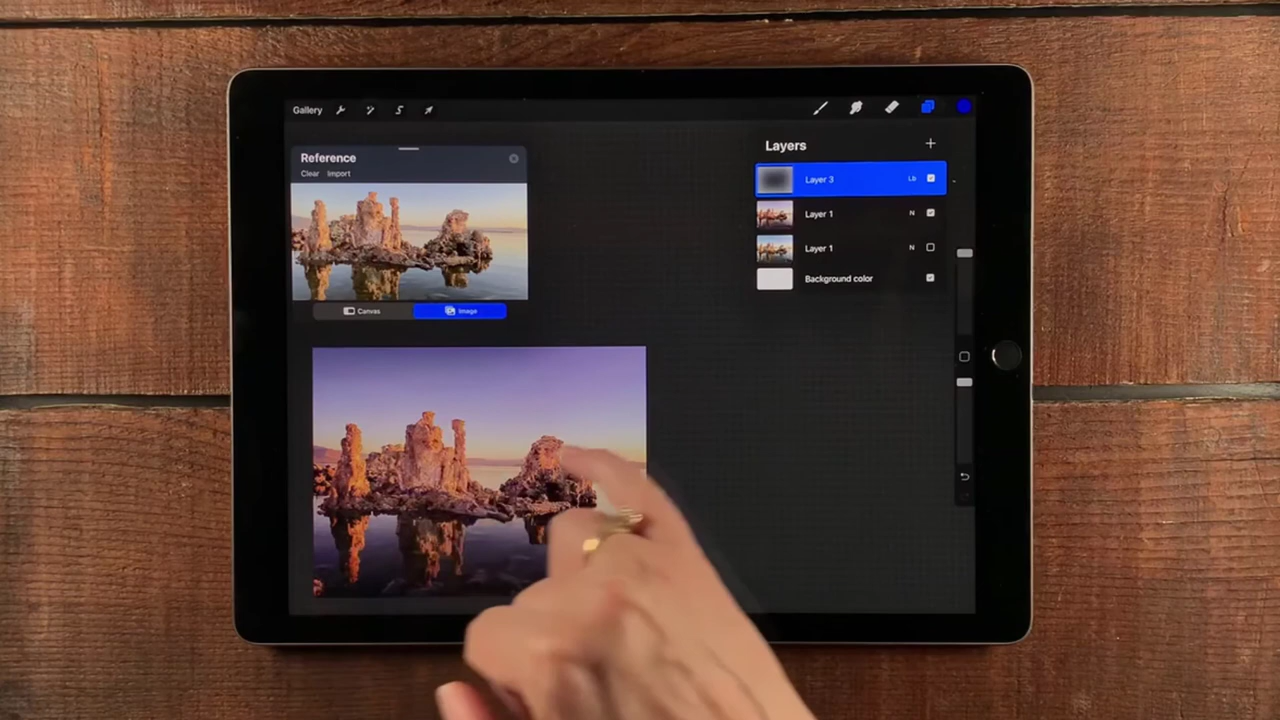 Gallery
Layers
Reference
Clear Import
Layer 3 Lb
Layer 1 N
Layer 1 N
Background color
Canvas Image